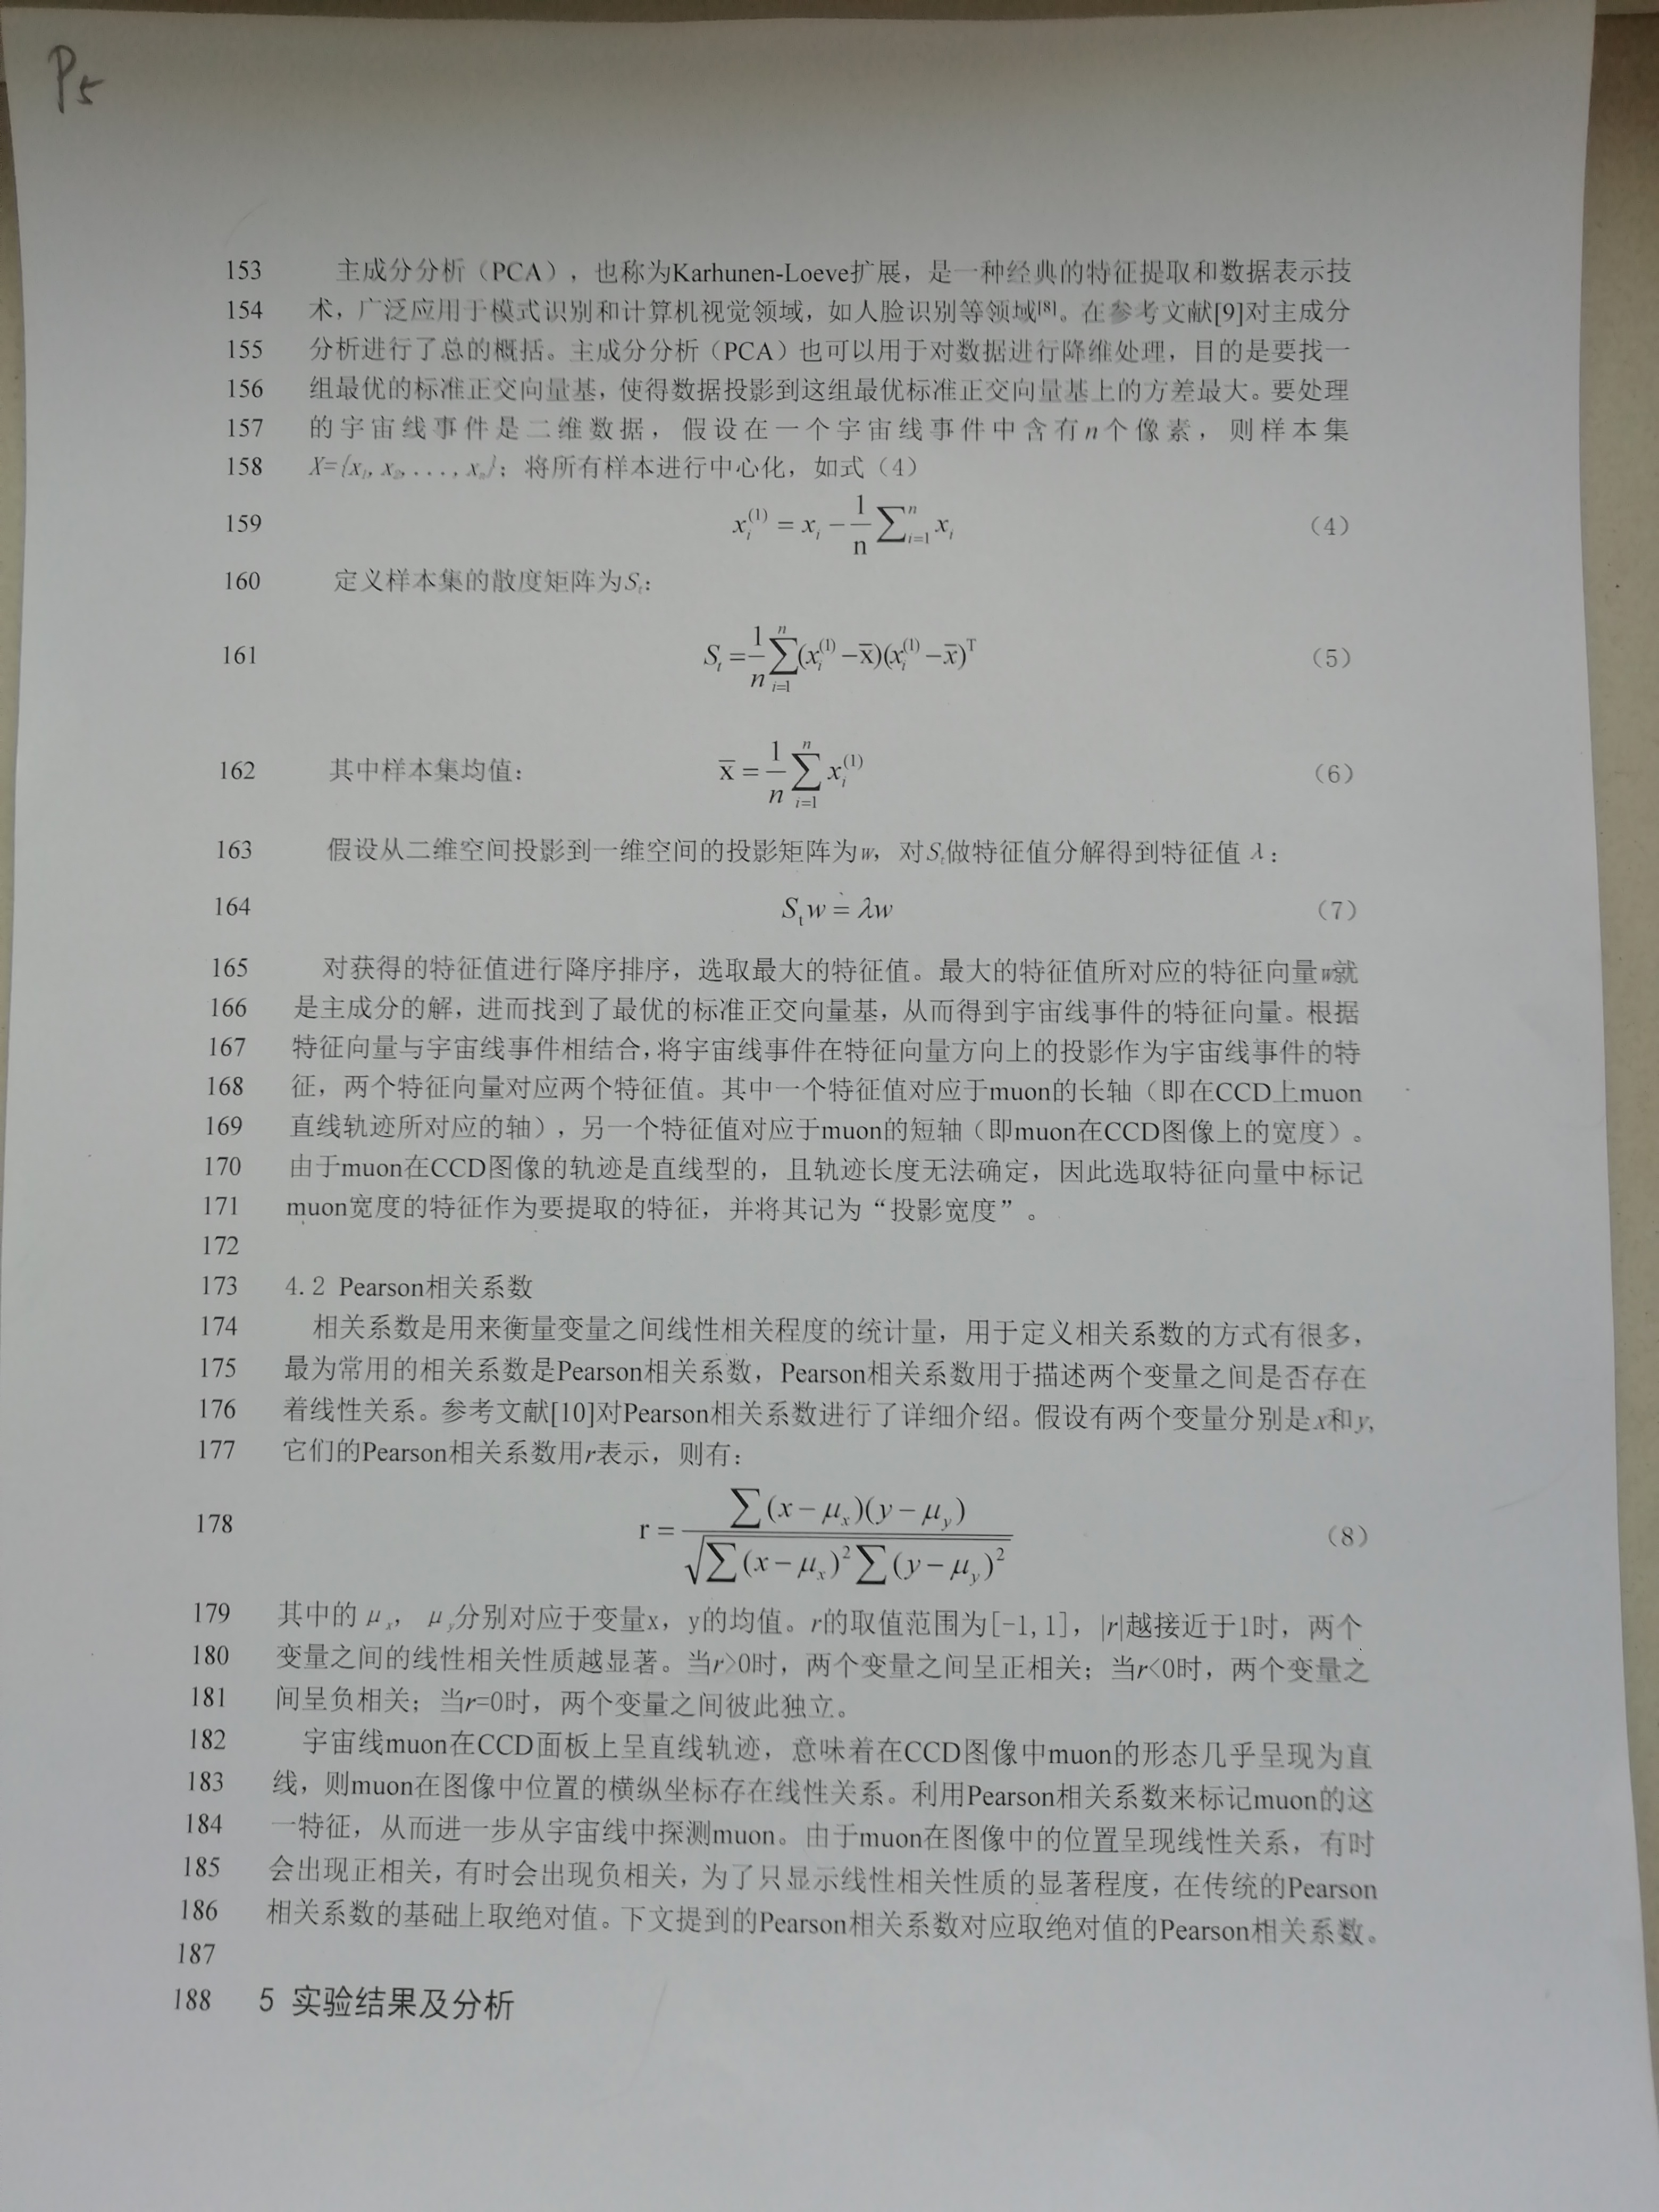 P5
153 主成分分析（PCA），也称为Karhunen-Loeve扩展，是一种经典的特征提取和数据表示技
154 术，广泛应用于模式识别和计算机视觉领域，如人脸识别等领域[8]。在参考文献[9]对主成分
155 分析进行了总的概括。主成分分析（PCA）也可以用于对数据进行降维处理，目的是要找一
156 组最优的标准正交向量基，使得数据投影到这组最优标准正交向量基上的方差最大。要处理
157 的宇宙线事件是二维数据，假设在一个宇宙线事件中含有n个像素，则样本集
158 X={x₁, x₂, ..., xₙ}；将所有样本进行中心化，如式（4）
159 x_i^(1) = x_i − 1/n ∑_{i=1}^n x_i （4）
160 定义样本集的散度矩阵为S_t：
161 S_t = 1/n ∑_{i=1}^n (x_i^(1) − x̅)(x_i^(1) − x̅)^T （5）
162 其中样本集均值： x̅ = 1/n ∑_{i=1}^n x_i^(1) （6）
163 假设从二维空间投影到一维空间的投影矩阵为w，对S_t做特征值分解得到特征值λ：
164 S_t w = λw （7）
165 对获得的特征值进行降序排序，选取最大的特征值。最大的特征值所对应的特征向量w就
166 是主成分的解，进而找到了最优的标准正交向量基，从而得到宇宙线事件的特征向量。根据
167 特征向量与宇宙线事件相结合，将宇宙线事件在特征向量方向上的投影作为宇宙线事件的特
168 征，两个特征向量对应两个特征值。其中一个特征值对应于muon的长轴（即在CCD上muon
169 直线轨迹所对应的轴），另一个特征值对应于muon的短轴（即muon在CCD图像上的宽度）。
170 由于muon在CCD图像的轨迹是直线型的，且轨迹长度无法确定，因此选取特征向量中标记
171 muon宽度的特征作为要提取的特征，并将其记为“投影宽度”。
172
173 4.2 Pearson相关系数
174 相关系数是用来衡量变量之间线性相关程度的统计量，用于定义相关系数的方式有很多，
175 最为常用的相关系数是Pearson相关系数，Pearson相关系数用于描述两个变量之间是否存在
176 着线性关系。参考文献[10]对Pearson相关系数进行了详细介绍。假设有两个变量分别是x和y,
177 它们的Pearson相关系数用r表示，则有：
178 r = ∑(x−μ_x)(y−μ_y) / √(∑(x−μ_x)²∑(y−μ_y)²) （8）
179 其中的μ_x，μ_y分别对应于变量x，y的均值。r的取值范围为[-1,1]，|r|越接近于1时，两个
180 变量之间的线性相关性质越显著。当r>0时，两个变量之间呈正相关；当r<0时，两个变量之
181 间呈负相关；当r=0时，两个变量之间彼此独立。
182 宇宙线muon在CCD面板上呈直线轨迹，意味着在CCD图像中muon的形态几乎呈现为直
183 线，则muon在图像中位置的横纵坐标存在线性关系。利用Pearson相关系数来标记muon的这
184 一特征，从而进一步从宇宙线中探测muon。由于muon在图像中的位置呈现线性关系，有时
185 会出现正相关，有时会出现负相关，为了只显示线性相关性质的显著程度，在传统的Pearson
186 相关系数的基础上取绝对值。下文提到的Pearson相关系数对应取绝对值的Pearson相关系数。
187
188 5 实验结果及分析